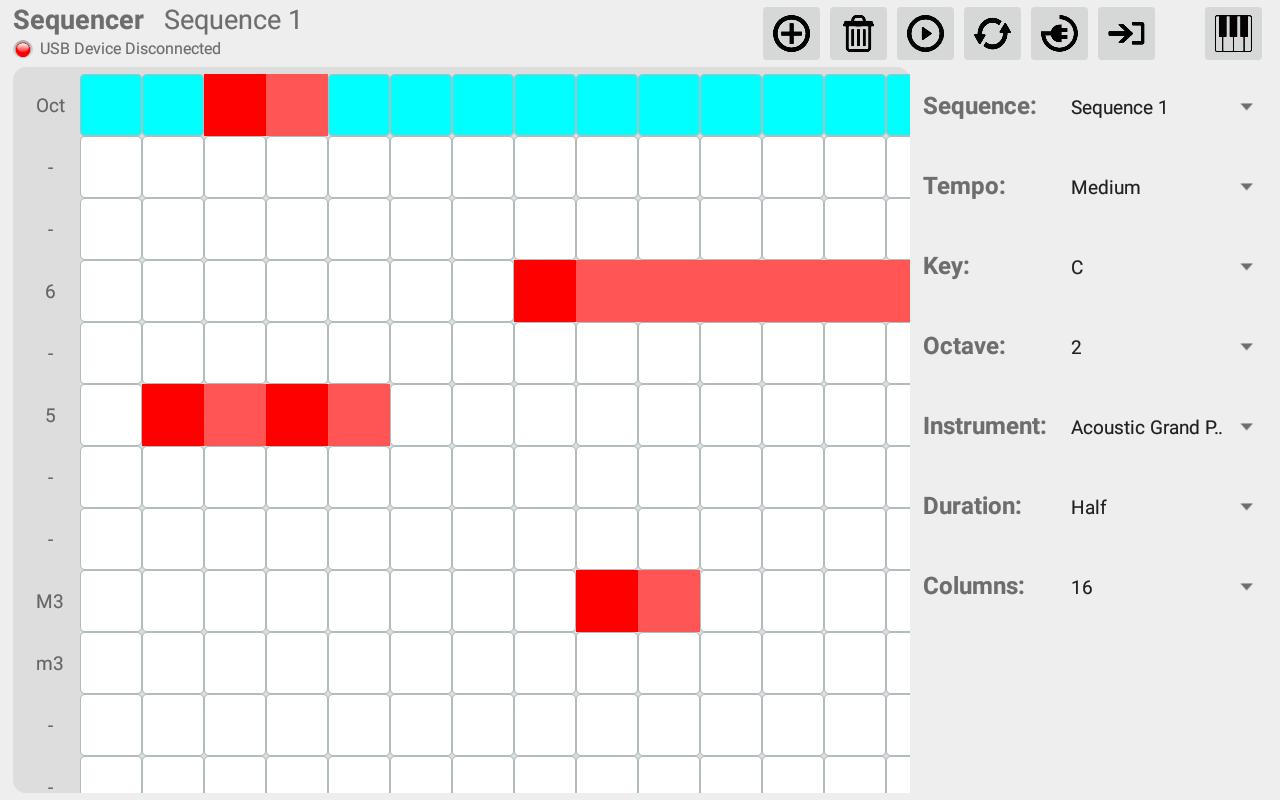 Sequencer Sequence 1
USB Device Disconnected
Oct
-
-
6
-
5
-
-
M3
m3
-
-
Sequence: Sequence 1
Tempo: Medium
Key: C
Octave: 2
Instrument: Acoustic Grand P..
Duration: Half
Columns: 16